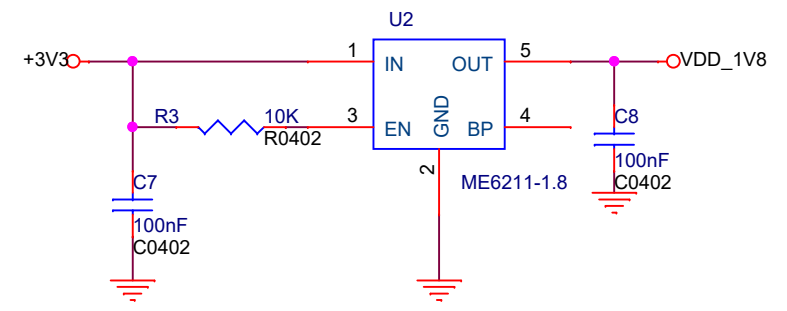 U2
+3V3
1
IN
OUT
5
VDD_1V8
R3
10K
R0402
3
EN
GND
BP
4
C8
100nF
C0402
2
ME6211-1.8
C7
100nF
C0402